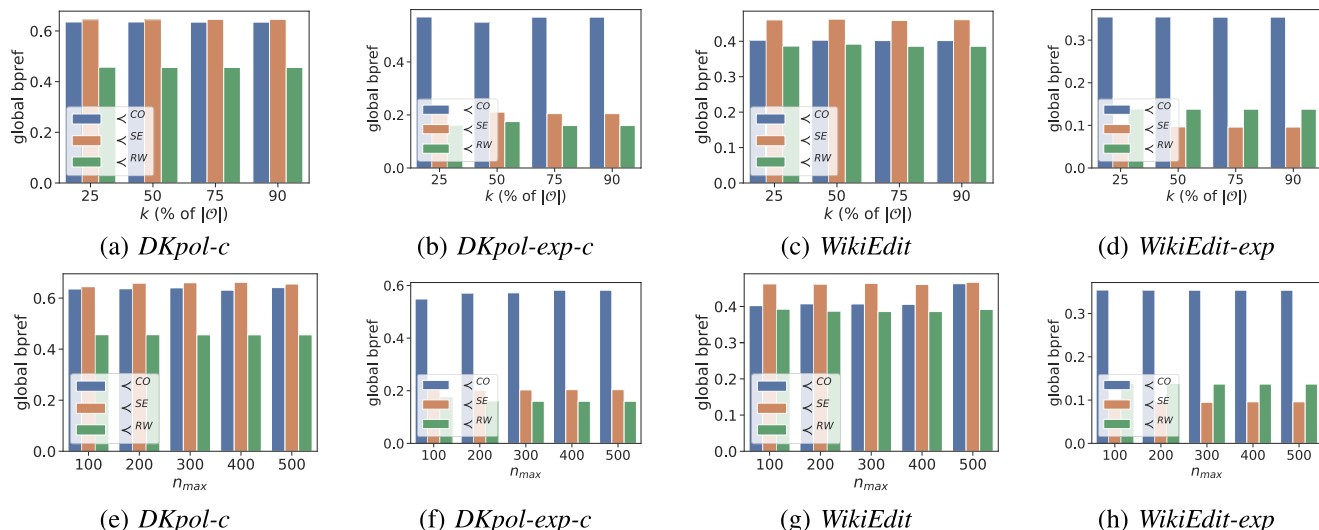 global bpref
0.6
0.4
0.2
0.0
≺ CO
≺ SE
≺ RW
25 50 75 90
k (% of |𝒪|)
(a) DKpol-c
global bpref
0.4
0.2
0.0
≺ CO
≺ SE
≺ RW
25 50 75 90
k (% of |𝒪|)
(b) DKpol-exp-c
global bpref
0.4
0.3
0.2
0.1
0.0
≺ CO
≺ SE
≺ RW
25 50 75 90
k (% of |𝒪|)
(c) WikiEdit
global bpref
0.3
0.2
0.1
0.0
≺ CO
≺ SE
≺ RW
25 50 75 90
k (% of |𝒪|)
(d) WikiEdit-exp
global bpref
0.6
0.4
0.2
0.0
≺ CO
≺ SE
≺ RW
100 200 300 400 500
n_max
(e) DKpol-c
global bpref
0.6
0.4
0.2
0.0
≺ CO
≺ SE
≺ RW
100 200 300 400 500
n_max
(f) DKpol-exp-c
global bpref
0.4
0.3
0.2
0.1
0.0
≺ CO
≺ SE
≺ RW
100 200 300 400 500
n_max
(g) WikiEdit
global bpref
0.3
0.2
0.1
0.0
≺ CO
≺ SE
≺ RW
100 200 300 400 500
n_max
(h) WikiEdit-exp